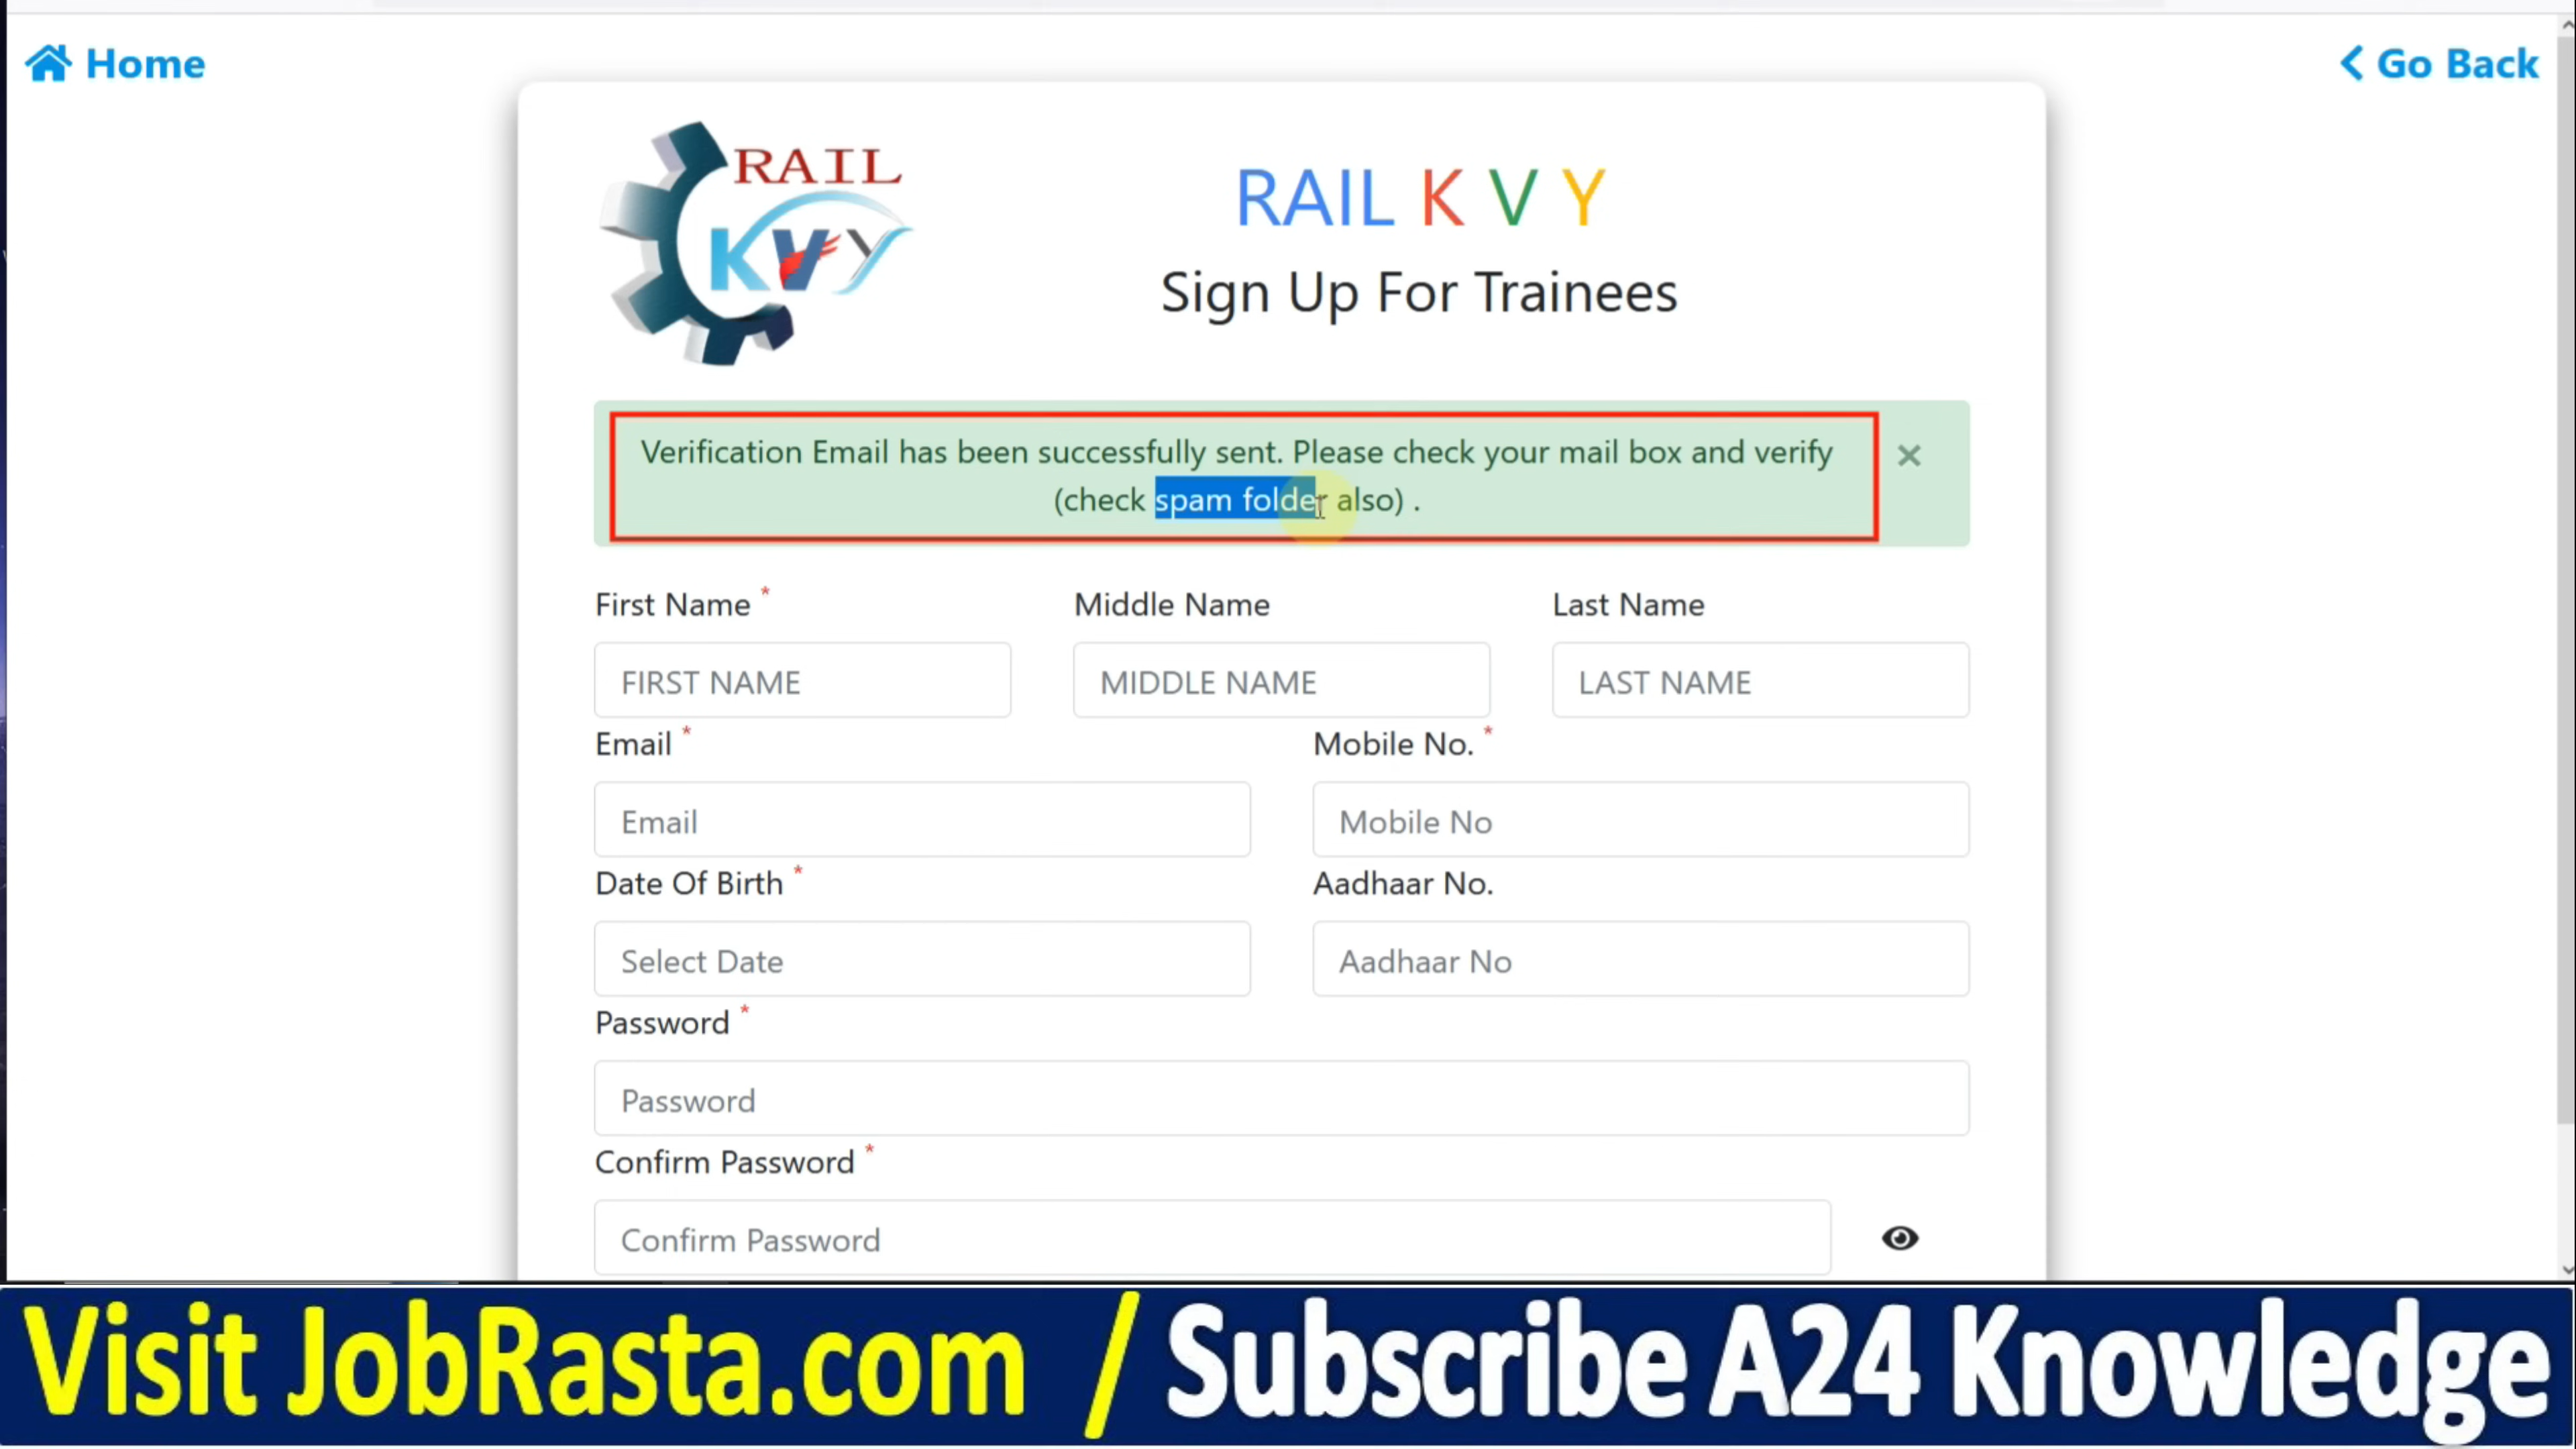 Home
Go Back
RAIL
KVY
RAIL K V Y
Sign Up For Trainees
Verification Email has been successfully sent. Please check your mail box and verify
(check spam folder also) .
×
First Name *
Middle Name
Last Name
FIRST NAME
MIDDLE NAME
LAST NAME
Email *
Mobile No. *
Email
Mobile No
Date Of Birth *
Aadhaar No.
Select Date
Aadhaar No
Password *
Password
Confirm Password *
Confirm Password
Visit JobRasta.com / Subscribe A24 Knowledge